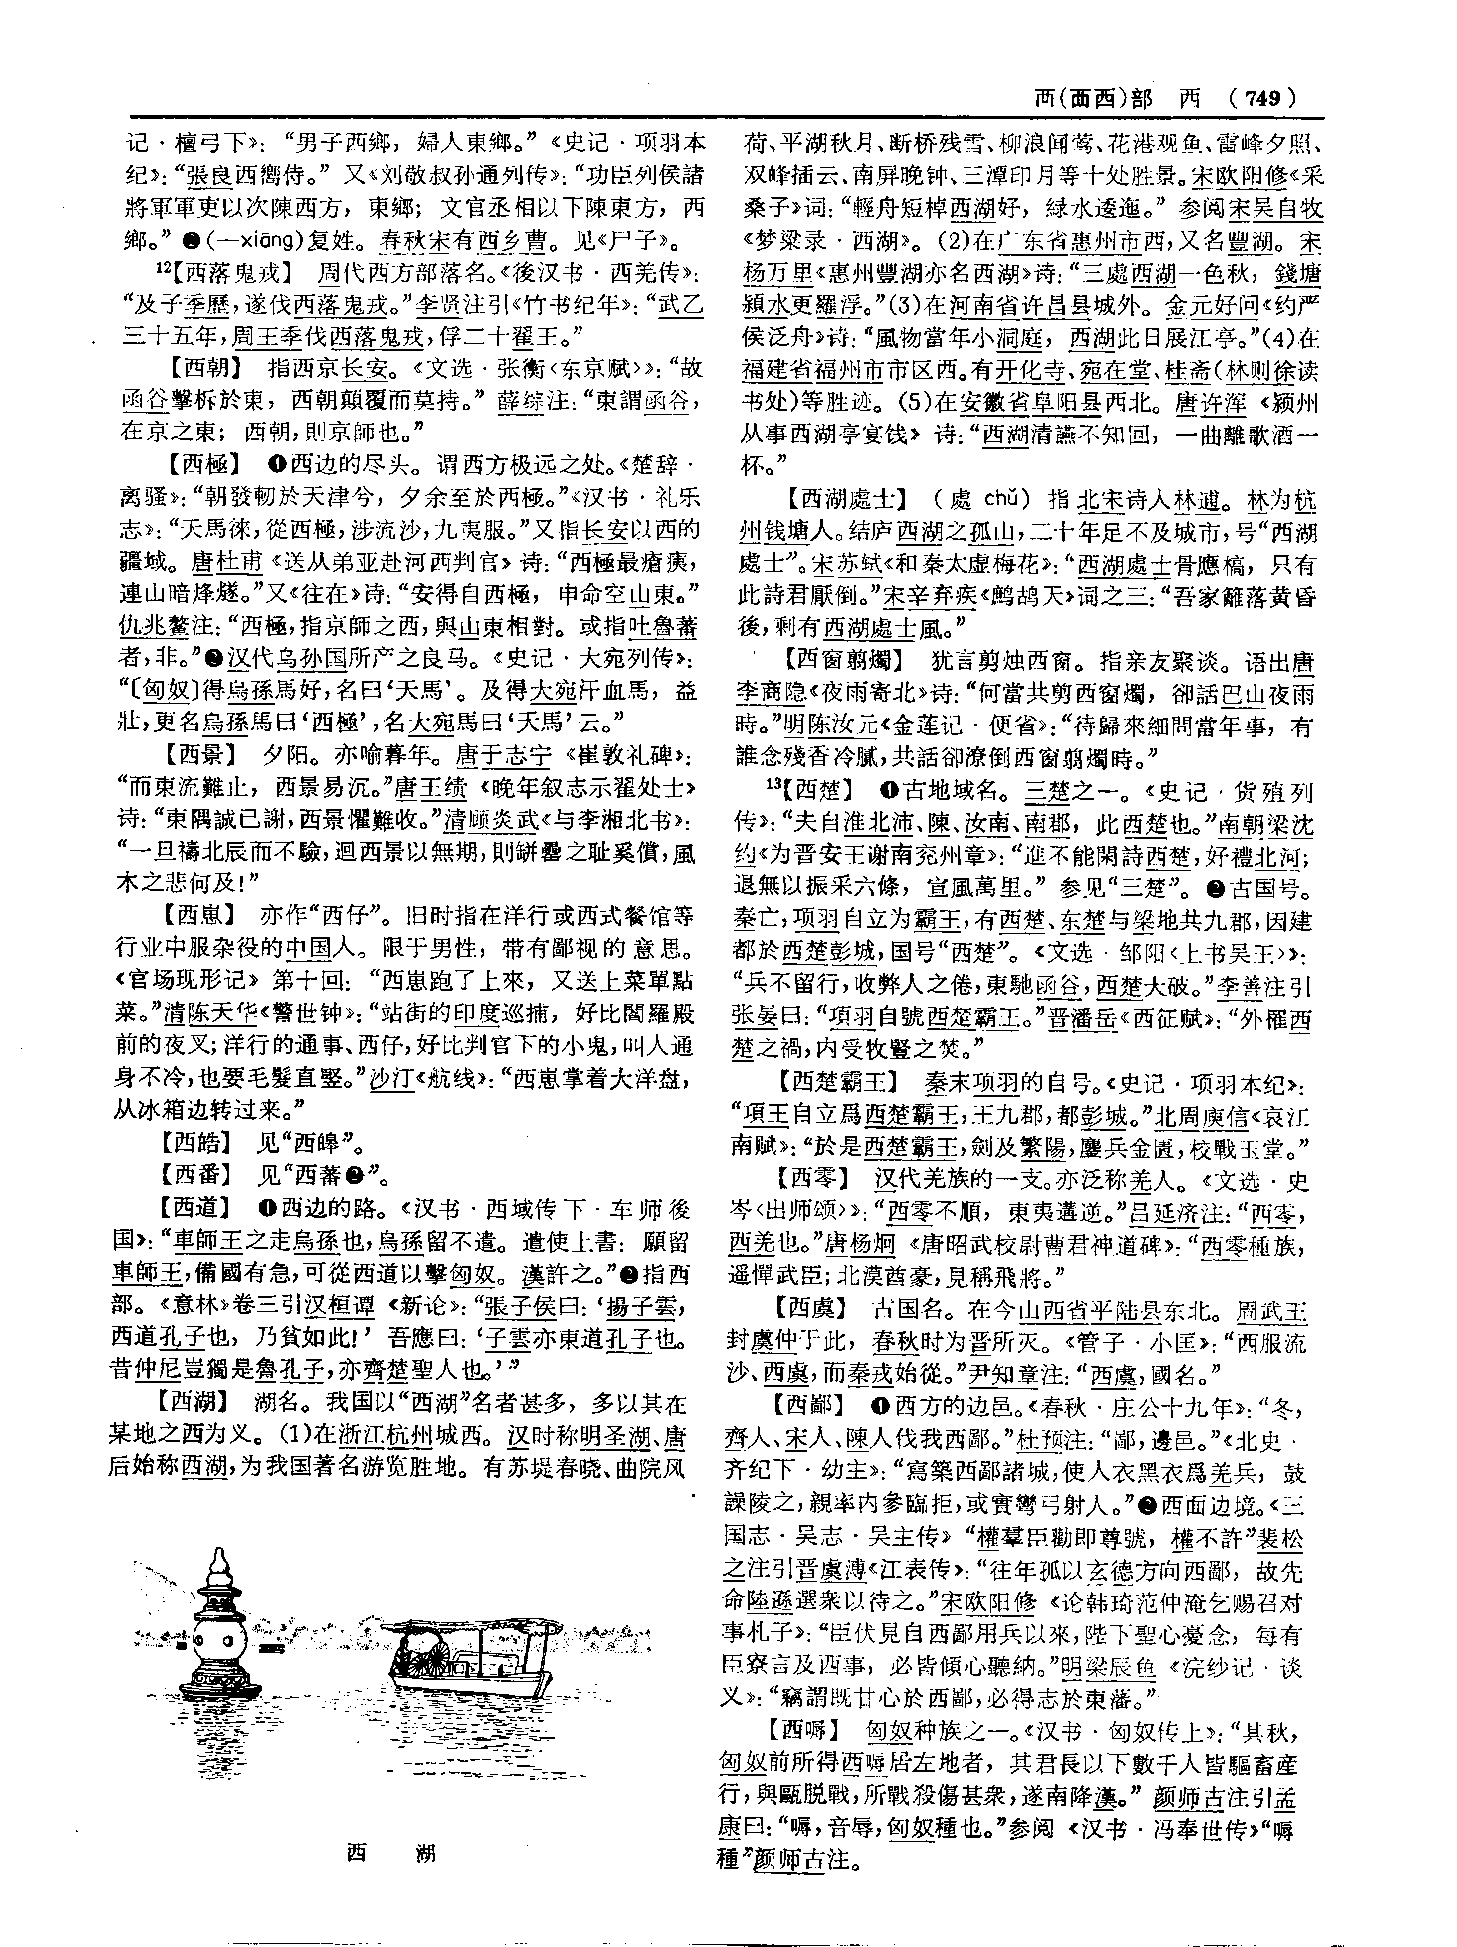 西(覀西)部 西 (749)
记·檀弓下》：“男子西鄉，婦人東鄉。”《史记·项羽本
纪》：“張良西嚮侍。”又《刘敬叔孙通列传》：“功臣列侯諸
將軍軍吏以次陳西方，東鄉；文官丞相以下陳東方，西
鄉。”❷(—xiāng)复姓。春秋宋有西乡曹。见《尸子》。
¹²【西落鬼戎】 周代西方部落名。《後汉书·西羌传》：
“及子季歷，遂伐西落鬼戎。”李贤注引《竹书纪年》：“武乙
三十五年，周王季伐西落鬼戎，俘二十翟王。”
【西朝】 指西京长安。《文选·张衡〈东京赋〉》：“故
函谷擊柝於東，西朝顛覆而莫持。”薛综注：“東謂函谷，
在京之東；西朝，則京師也。”
【西極】 ❶西边的尽头。谓西方极远之处。《楚辞·
离骚》：“朝發軔於天津兮，夕余至於西極。”《汉书·礼乐
志》：“天馬徠，從西極，涉流沙，九夷服。”又指长安以西的
疆域。唐杜甫《送从弟亚赴河西判官》诗：“西極最瘡痍，
連山暗烽燧。”又《往在》诗：“安得自西極，申命空山東。”
仇兆鳌注：“西極，指京師之西，與山東相對。或指吐魯蕃
者，非。”❷汉代乌孙国所产之良马。《史记·大宛列传》：
“〔匈奴〕得烏孫馬好，名曰‘天馬’。及得大宛汗血馬，益
壯，更名烏孫馬曰‘西極’，名大宛馬曰‘天馬’云。”
【西景】 夕阳。亦喻暮年。唐于志宁《崔敦礼碑》：
“而東流難止，西景易沉。”唐王绩《晚年叙志示翟处士》
诗：“東隅誠已謝，西景懼難收。”清顾炎武《与李湘北书》：
“一旦禱北辰而不驗，迴西景以無期，則缾罍之耻奚償，風
木之悲何及！”
【西崽】 亦作“西仔”。旧时指在洋行或西式餐馆等
行业中服杂役的中国人。限于男性，带有鄙视的意思。
《官场现形记》第十回：“西崽跑了上來，又送上菜單點
菜。”清陈天华《警世钟》：“站街的印度巡捕，好比閻羅殿
前的夜叉；洋行的通事、西仔，好比判官下的小鬼，叫人通
身不冷，也要毛髮直竪。”沙汀《航线》：“西崽掌着大洋盘，
从冰箱边转过来。”
【西皓】 见“西皞”。
【西番】 见“西蕃❷”。
【西道】 ❶西边的路。《汉书·西域传下·车师後
国》：“車師王之走烏孫也，烏孫留不遣。遣使上書：願留
車師王，備國有急，可從西道以擊匈奴。漢許之。”❷指西
部。《意林》卷三引汉桓谭《新论》：“張子侯曰：‘揚子雲，
西道孔子也，乃貧如此！’吾應曰：‘子雲亦東道孔子也。
昔仲尼豈獨是魯孔子，亦齊楚聖人也。’”
【西湖】 湖名。我国以“西湖”名者甚多，多以其在
某地之西为义。(1)在浙江杭州城西。汉时称明圣湖、唐
后始称西湖，为我国著名游览胜地。有苏堤春晓、曲院风
西 湖
荷、平湖秋月、断桥残雪、柳浪闻莺、花港观鱼、雷峰夕照、
双峰插云、南屏晚钟、三潭印月等十处胜景。宋欧阳修《采
桑子》词：“輕舟短棹西湖好，緑水逶迤。”参阅宋吴自牧
《梦粱录·西湖》。(2)在广东省惠州市西，又名豐湖。宋
杨万里《惠州豐湖亦名西湖》诗：“三處西湖一色秋，錢塘
潁水更羅浮。”(3)在河南省许昌县城外。金元好问《约严
侯泛舟》诗：“風物當年小洞庭，西湖此日展江亭。”(4)在
福建省福州市市区西。有开化寺、宛在堂、桂斋(林则徐读
书处)等胜迹。(5)在安徽省阜阳县西北。唐许浑《颍州
从事西湖亭宴饯》诗：“西湖清讌不知回，一曲離歌酒一
杯。”
【西湖處士】 (處 chǔ) 指北宋诗人林逋。林为杭
州钱塘人。结庐西湖之孤山，二十年足不及城市，号“西湖
處士”。宋苏轼《和秦太虚梅花》：“西湖處士骨應槁，只有
此詩君厭倒。”宋辛弃疾《鹧鸪天》词之三：“吾家籬落黄昏
後，剩有西湖處士風。”
【西窗翦燭】 犹言剪烛西窗。指亲友聚谈。语出唐
李商隐《夜雨寄北》诗：“何當共剪西窗燭，卻話巴山夜雨
時。”明陈汝元《金莲记·便省》：“待歸來細問當年事，有
誰念殘香冷膩，共話卻潦倒西窗翦燭時。”
¹³【西楚】 ❶古地域名。三楚之一。《史记·货殖列
传》：“夫自淮北沛、陳、汝南、南郡，此西楚也。”南朝梁沈
约《为晋安王谢南兖州章》：“進不能閑詩西楚，好禮北河；
退無以振采六條，宣風萬里。”参见“三楚”。❷古国号。
秦亡，项羽自立为霸王，有西楚、东楚与梁地共九郡，因建
都於西楚彭城，国号“西楚”。《文选·邹阳〈上书吴王〉》：
“兵不留行，收弊人之倦，東馳函谷，西楚大破。”李善注引
张晏曰：“項羽自號西楚霸王。”晋潘岳《西征赋》：“外罹西
楚之禍，内受牧豎之焚。”
【西楚霸王】 秦末项羽的自号。《史记·项羽本纪》：
“項王自立爲西楚霸王，王九郡，都彭城。”北周庾信《哀江
南赋》：“於是西楚霸王，劍及繁陽，鏖兵金匱，校戰玉堂。”
【西零】 汉代羌族的一支。亦泛称羌人。《文选·史
岑〈出师颂〉》：“西零不順，東夷遘逆。”吕延济注：“西零，
西羌也。”唐杨炯《唐昭武校尉曹君神道碑》：“西零種族，
遥憚武臣；北漠酋豪，見稱飛將。”
【西虞】 古国名。在今山西省平陆县东北。周武王
封虞仲于此，春秋时为晋所灭。《管子·小匡》：“西服流
沙、西虞，而秦戎始從。”尹知章注：“西虞，國名。”
【西鄙】 ❶西方的边邑。《春秋·庄公十九年》：“冬，
齊人、宋人、陳人伐我西鄙。”杜预注：“鄙，邊邑。”《北史·
齐纪下·幼主》：“寫築西鄙諸城，使人衣黑衣爲羌兵，鼓
譟陵之，親率内參臨拒，或實彎弓射人。”❷西面边境。《三
国志·吴志·吴主传》“權羣臣勸即尊號，權不許”裴松
之注引晋虞溥《江表传》：“往年孤以玄德方向西鄙，故先
命陸遜選衆以待之。”宋欧阳修《论韩琦范仲淹乞赐召对
事札子》：“臣伏見自西鄙用兵以來，陛下聖心憂念，每有
臣寮言及西事，必皆傾心聽納。”明梁辰鱼《浣纱记·谈
义》：“竊謂既甘心於西鄙，必得志於東藩。”
【西嗕】 匈奴种族之一。《汉书·匈奴传上》：“其秋，
匈奴前所得西嗕居左地者，其君長以下數千人皆驅畜産
行，與甌脱戰，所戰殺傷甚衆，遂南降漢。”颜师古注引孟
康曰：“嗕，音辱，匈奴種也。”参阅《汉书·冯奉世传》“嗕
種”颜师古注。